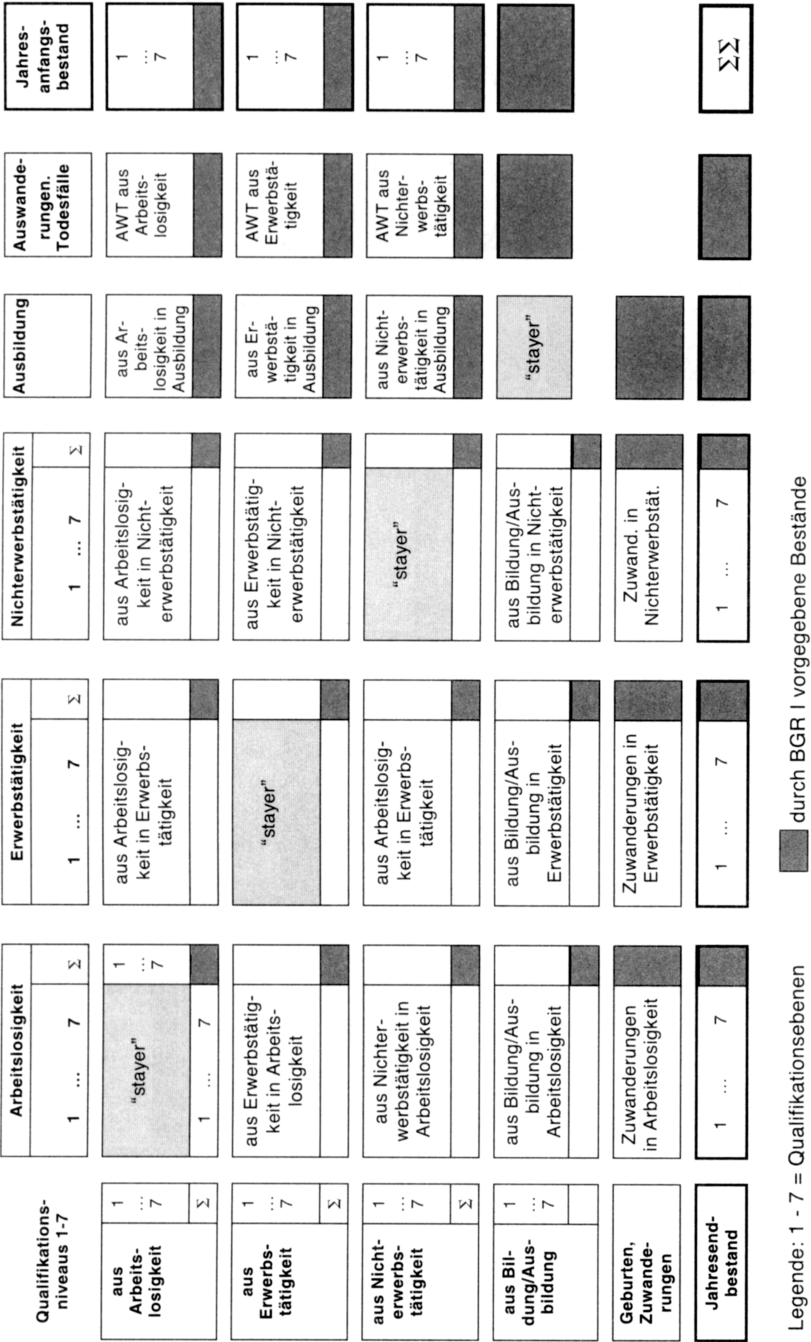 Qualifikations-
niveaus 1-7
Arbeitslosigkeit
1 ... 7 Σ
Erwerbstätigkeit
1 ... 7 Σ
Nichterwerbstätigkeit
1 ... 7 Σ
Ausbildung
Auswande-
rungen.
Todesfälle
Jahres-
anfangs-
bestand
aus
Arbeits-
losigkeit
1
...
7
Σ
"stayer"
1
...
7
1 ... 7
aus Arbeitslosig-
keit in Erwerbs-
tätigkeit
aus Arbeitslosig-
keit in Nicht-
erwerbstätigkeit
aus Ar-
beits-
losigkeit in
Ausbildung
AWT aus
Arbeits-
losigkeit
1
...
7
aus
Erwerbs-
tätigkeit
1
...
7
Σ
aus Erwerbstätig-
keit in Arbeits-
losigkeit
"stayer"
aus Erwerbstätig-
keit in Nicht-
erwerbstätigkeit
aus Er-
werbstä-
tigkeit in
Ausbildung
AWT aus
Erwerbstä-
tigkeit
1
...
7
aus Nicht-
erwerbs-
tätigkeit
1
...
7
Σ
aus Nichter-
werbstätigkeit in
Arbeitslosigkeit
aus Arbeitslosig-
keit in Erwerbs-
tätigkeit
"stayer"
aus Nicht-
erwerbs-
tätigkeit in
Ausbildung
AWT aus
Nichter-
werbs-
tätigkeit
1
...
7
aus Bil-
dung/Aus-
bildung
1
...
7
aus Bildung/Aus-
bildung in
Arbeitslosigkeit
aus Bildung/Aus-
bildung in
Erwerbstätigkeit
aus Bildung/Aus-
bildung in Nicht-
erwerbstätigkeit
"stayer"
Geburten,
Zuwande-
rungen
Zuwanderungen
in Arbeitslosigkeit
Zuwanderungen in
Erwerbstätigkeit
Zuwand. in
Nichterwerbstät.
Jahresend-
bestand
1 ... 7
1 ... 7
1 ... 7
ΣΣ
Legende: 1 - 7 = Qualifikationsebenen
durch BGR I vorgegebene Bestände